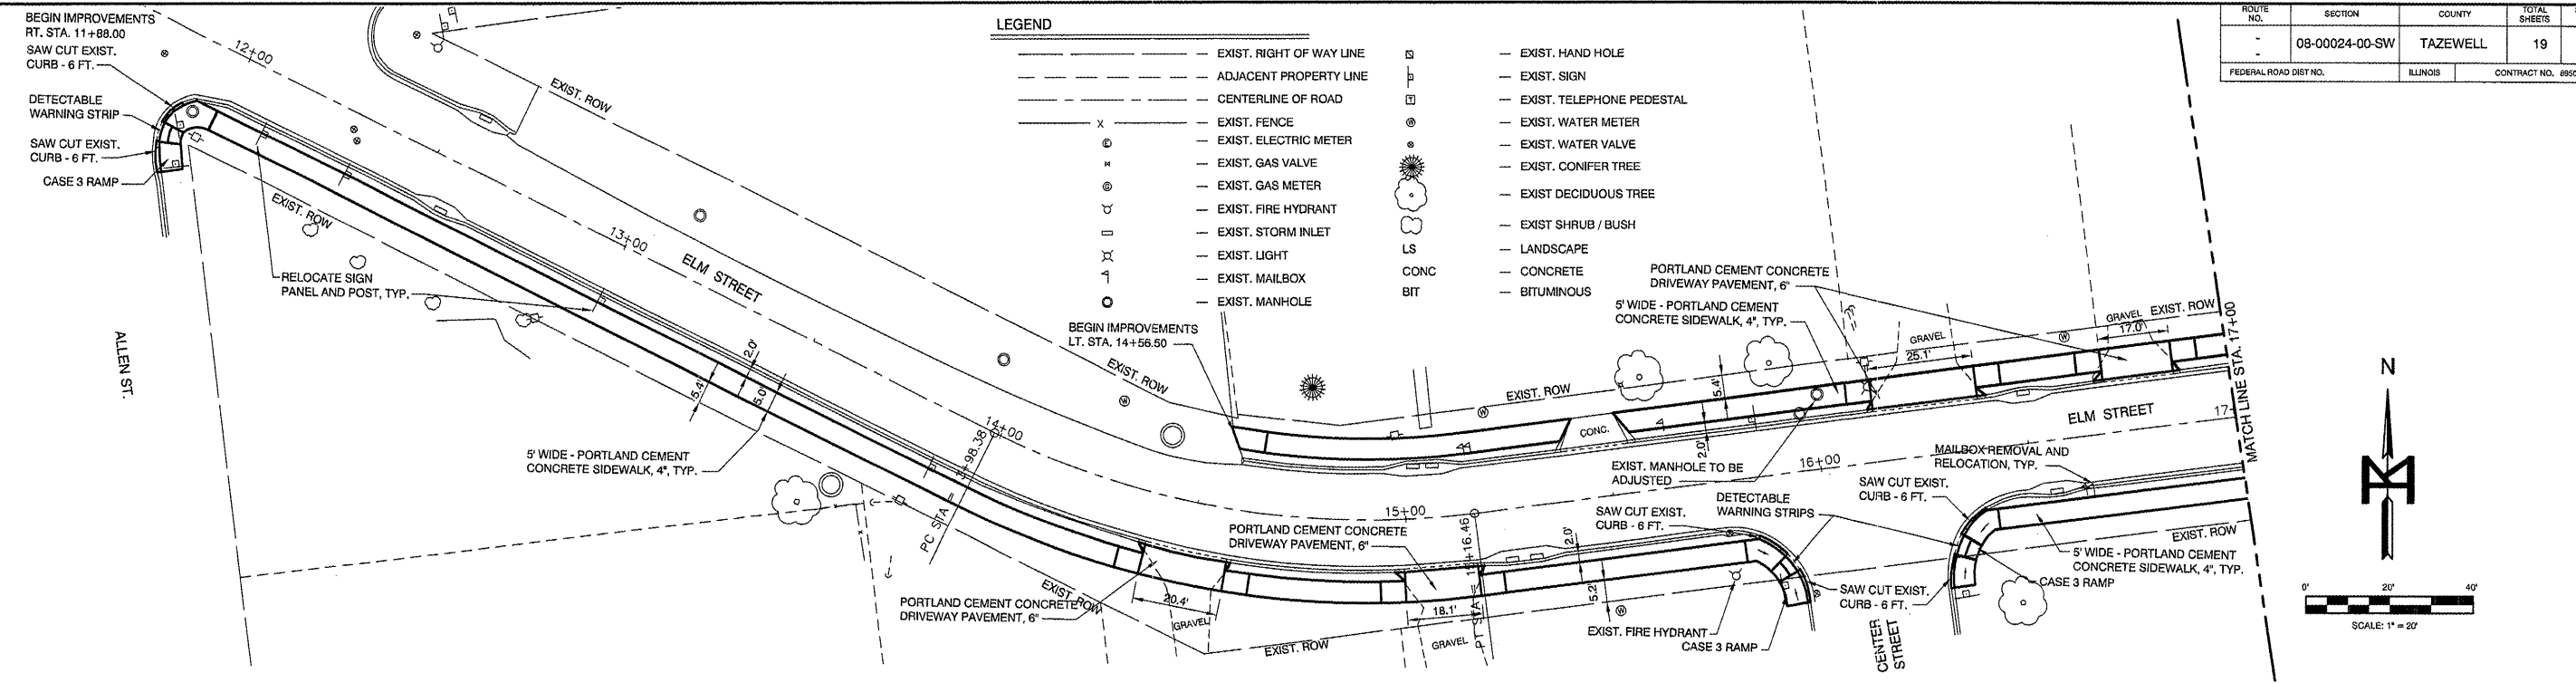 BEGIN IMPROVEMENTS
RT. STA. 11+88.00
SAW CUT EXIST.
CURB - 6 FT.
DETECTABLE
WARNING STRIP
SAW CUT EXIST.
CURB - 6 FT.
CASE 3 RAMP
12+00
EXIST. ROW
EXIST. ROW
RELOCATE SIGN
PANEL AND POST, TYP.
13+00
ELM STREET
ALLEN ST.
2.0'
5.4'
5.0'
5' WIDE - PORTLAND CEMENT
CONCRETE SIDEWALK, 4", TYP.
14+00
PC STA = +98.38
LEGEND
EXIST. RIGHT OF WAY LINE
ADJACENT PROPERTY LINE
CENTERLINE OF ROAD
X EXIST. FENCE
E EXIST. ELECTRIC METER
EXIST. GAS VALVE
G EXIST. GAS METER
EXIST. FIRE HYDRANT
EXIST. STORM INLET
EXIST. LIGHT
EXIST. MAILBOX
EXIST. MANHOLE
EXIST. HAND HOLE
EXIST. SIGN
T EXIST. TELEPHONE PEDESTAL
W EXIST. WATER METER
EXIST. WATER VALVE
EXIST. CONIFER TREE
EXIST DECIDUOUS TREE
EXIST SHRUB / BUSH
LS — LANDSCAPE
CONC — CONCRETE
BIT — BITUMINOUS
BEGIN IMPROVEMENTS
LT. STA. 14+56.50
EXIST. ROW
PORTLAND CEMENT CONCRETE
DRIVEWAY PAVEMENT, 6"
5' WIDE - PORTLAND CEMENT
CONCRETE SIDEWALK, 4", TYP.
EXIST. ROW
CONC.
5.4'
2.0'
GRAVEL
25.1'
GRAVEL
17.0'
EXIST. ROW
W
W
W
ELM STREET
17
MATCH LINE STA. 17+00
EXIST. MANHOLE TO BE
ADJUSTED
16+00
MAILBOX REMOVAL AND
RELOCATION, TYP.
SAW CUT EXIST.
CURB - 6 FT.
DETECTABLE
WARNING STRIPS
SAW CUT EXIST.
CURB - 6 FT.
15+00
PORTLAND CEMENT CONCRETE
DRIVEWAY PAVEMENT, 6"
PT STA = 15+16.46
2.0'
5.2'
PORTLAND CEMENT CONCRETE
DRIVEWAY PAVEMENT, 6"
20.4'
GRAVEL
EXIST. ROW
18.1'
GRAVEL
EXIST. ROW
W
EXIST. FIRE HYDRANT
CASE 3 RAMP
SAW CUT EXIST.
CURB - 6 FT.
CENTER
STREET
EXIST. ROW
5' WIDE - PORTLAND CEMENT
CONCRETE SIDEWALK, 4", TYP.
CASE 3 RAMP
ROUTE NO. SECTION COUNTY TOTAL SHEETS
- - 08-00024-00-SW TAZEWELL 19
FEDERAL ROAD DIST NO. ILLINOIS CONTRACT NO.
N
0' 20' 40'
SCALE: 1" = 20'